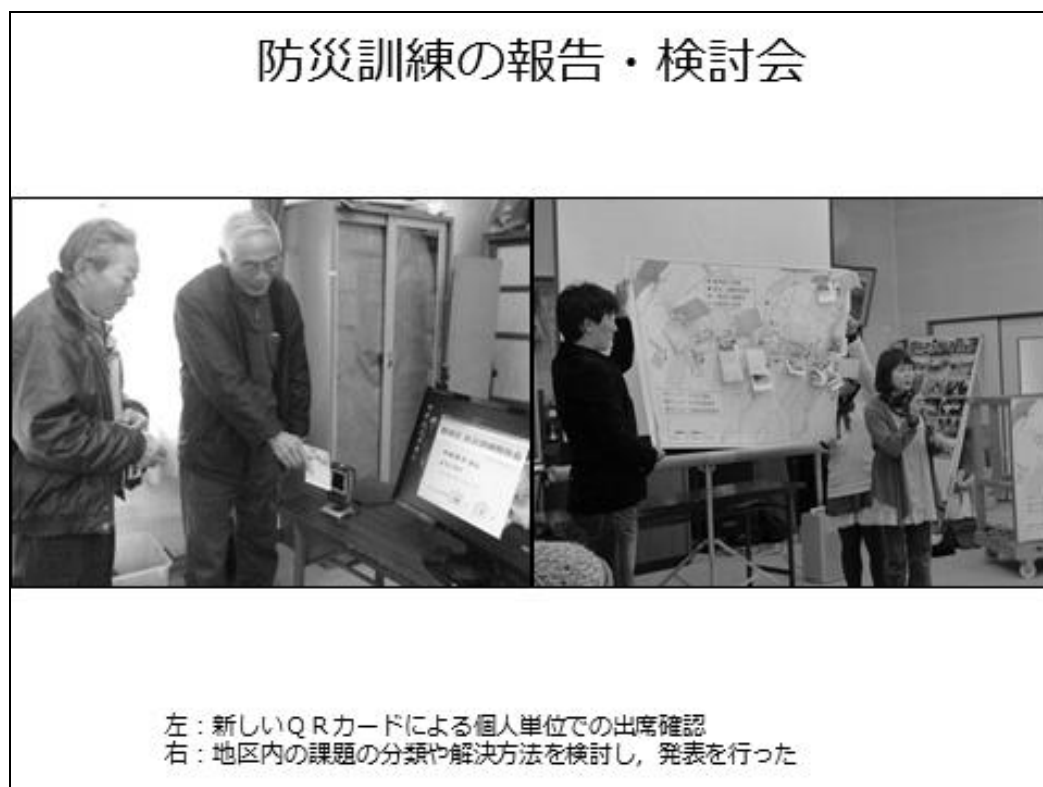 防災訓練の報告・検討会
左：新しいＱＲカードによる個人単位での出席確認
右：地区内の課題の分類や解決方法を検討し，発表を行った